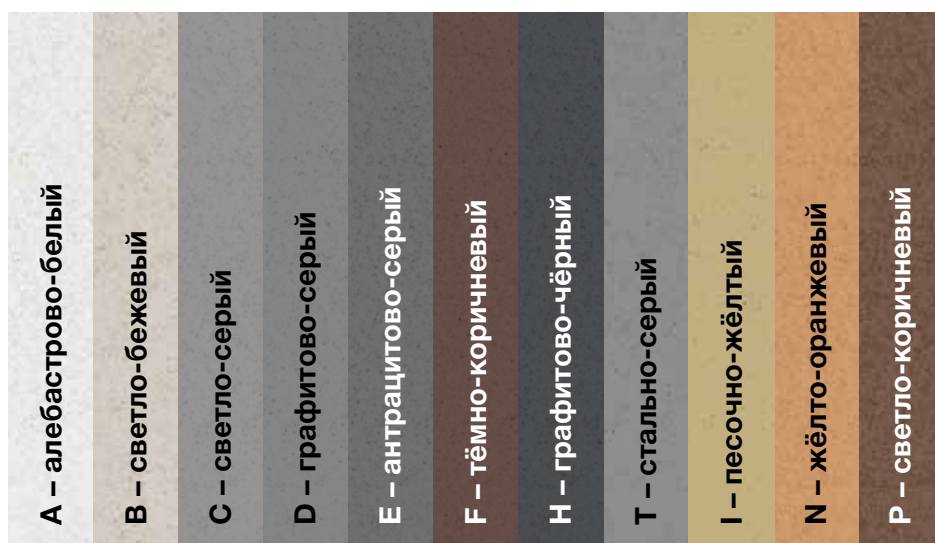 A – алебастрово-белый
B – светло-бежевый
C – светло-серый
D – графитово-серый
E – антрацитово-серый
F – тёмно-коричневый
H – графитово-чёрный
T – стально-серый
I – песочно-жёлтый
N – жёлто-оранжевый
P – светло-коричневый